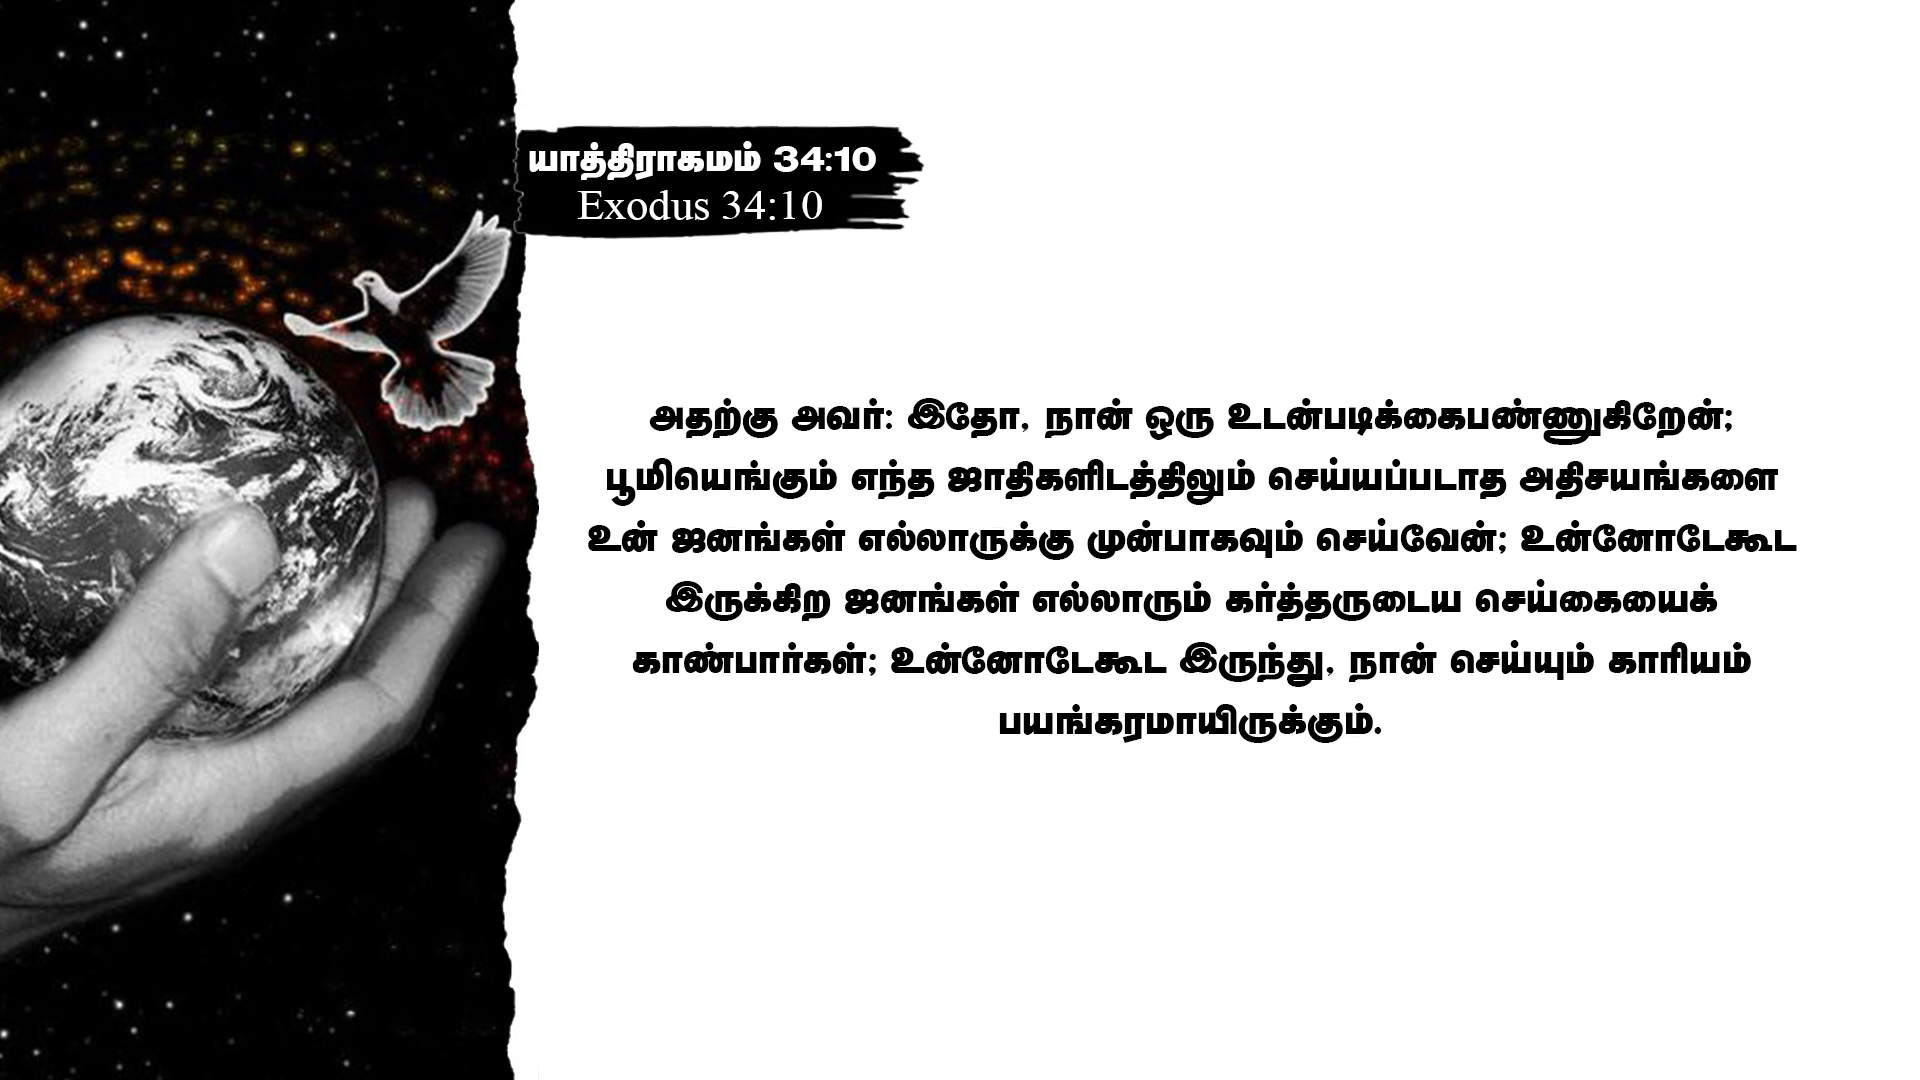 யாத்திராகமம் 34:10
Exodus 34:10
அதற்கு அவர்: இதோ, நான் ஒரு உடன்படிக்கைபண்ணுகிறேன்;
பூமியெங்கும் எந்த ஜாதிகளிடத்திலும் செய்யப்படாத அதிசயங்களை
உன் ஜனங்கள் எல்லாருக்கு முன்பாகவும் செய்வேன்; உன்னோடேகூட
இருக்கிற ஜனங்கள் எல்லாரும் கர்த்தருடைய செய்கையைக்
காண்பார்கள்; உன்னோடேகூட இருந்து, நான் செய்யும் காரியம்
பயங்கரமாயிருக்கும்.